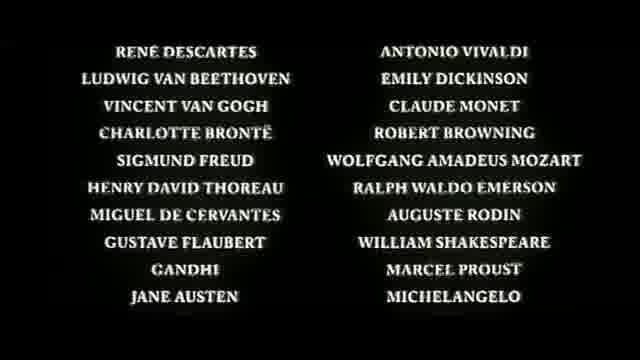 RENÉ DESCARTES
LUDWIG VAN BEETHOVEN
VINCENT VAN GOGH
CHARLOTTE BRONTË
SIGMUND FREUD
HENRY DAVID THOREAU
MIGUEL DE CERVANTES
GUSTAVE FLAUBERT
GANDHI
JANE AUSTEN
ANTONIO VIVALDI
EMILY DICKINSON
CLAUDE MONET
ROBERT BROWNING
WOLFGANG AMADEUS MOZART
RALPH WALDO EMERSON
AUGUSTE RODIN
WILLIAM SHAKESPEARE
MARCEL PROUST
MICHELANGELO